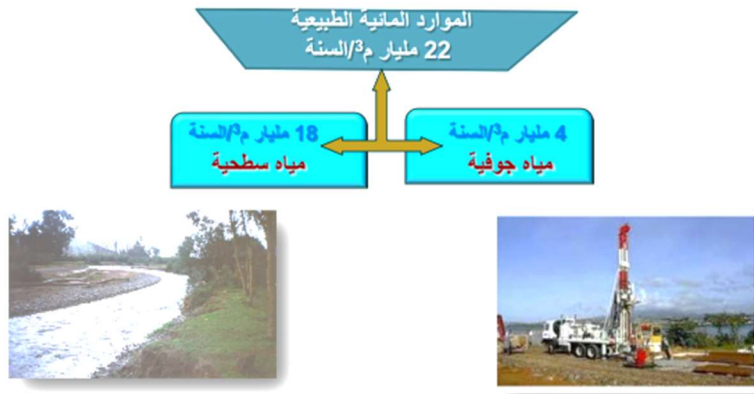 الموارد المائية الطبيعية
22 مليار م³/السنة
4 مليار م³/السنة
مياه جوفية
18 مليار م³/السنة
مياه سطحية